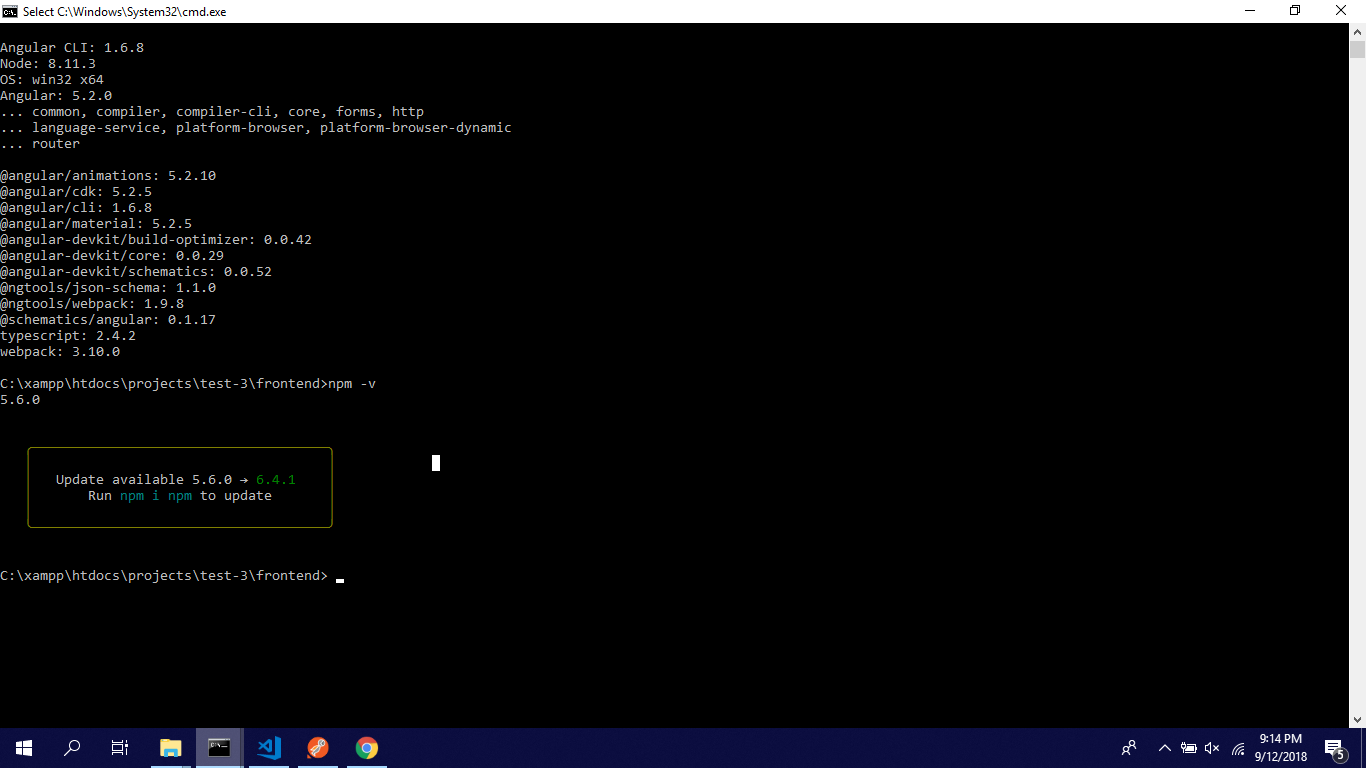 Select C:\Windows\System32\cmd.exe
Angular CLI: 1.6.8
Node: 8.11.3
OS: win32 x64
Angular: 5.2.0
... common, compiler, compiler-cli, core, forms, http
... language-service, platform-browser, platform-browser-dynamic
... router
@angular/animations: 5.2.10
@angular/cdk: 5.2.5
@angular/cli: 1.6.8
@angular/material: 5.2.5
@angular-devkit/build-optimizer: 0.0.42
@angular-devkit/core: 0.0.29
@angular-devkit/schematics: 0.0.52
@ngtools/json-schema: 1.1.0
@ngtools/webpack: 1.9.8
@schematics/angular: 0.1.17
typescript: 2.4.2
webpack: 3.10.0
C:\xampp\htdocs\projects\test-3\frontend>npm -v
5.6.0
Update available 5.6.0 → 6.4.1
Run npm i npm to update
C:\xampp\htdocs\projects\test-3\frontend>
9:14 PM
9/12/2018
5